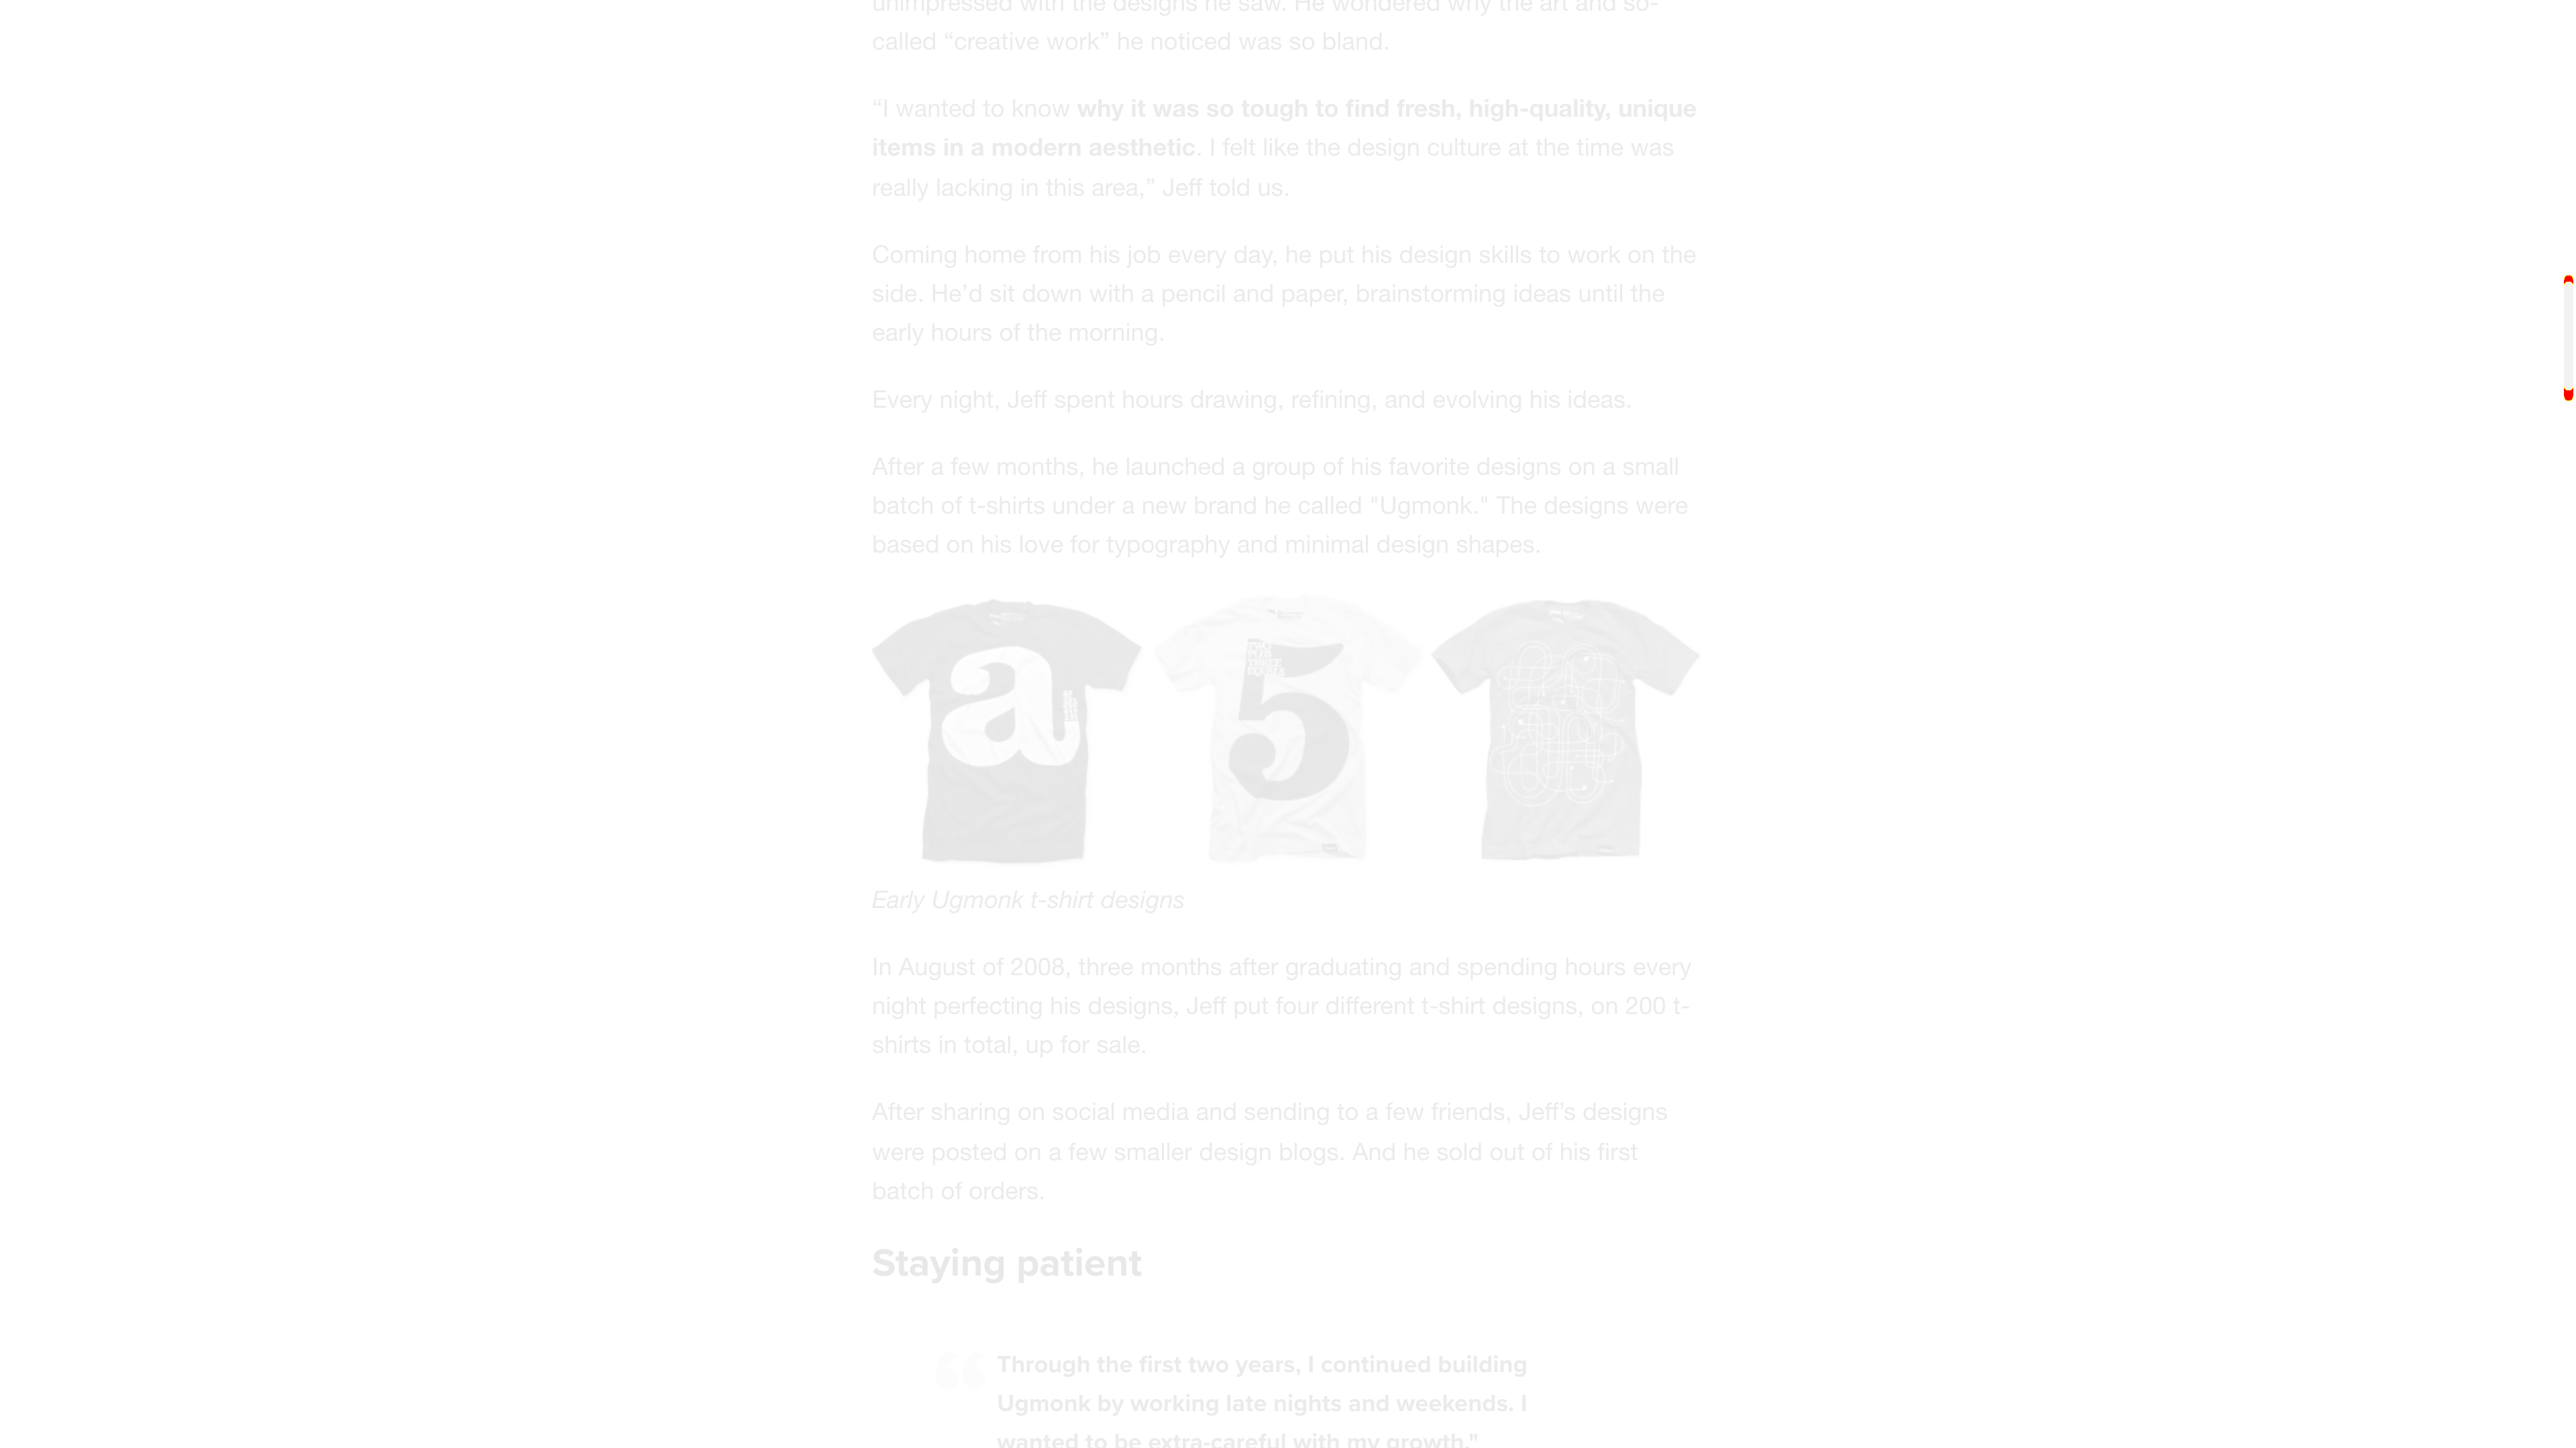 unimpressed with the designs he saw. He wondered why the art and so-
called “creative work” he noticed was so bland.
“I wanted to know why it was so tough to find fresh, high-quality, unique
items in a modern aesthetic. I felt like the design culture at the time was
really lacking in this area,” Jeff told us.
Coming home from his job every day, he put his design skills to work on the
side. He’d sit down with a pencil and paper, brainstorming ideas until the
early hours of the morning.
Every night, Jeff spent hours drawing, refining, and evolving his ideas.
After a few months, he launched a group of his favorite designs on a small
batch of t-shirts under a new brand he called "Ugmonk." The designs were
based on his love for typography and minimal design shapes.
a
5
Early Ugmonk t-shirt designs
In August of 2008, three months after graduating and spending hours every
night perfecting his designs, Jeff put four different t-shirt designs, on 200 t-
shirts in total, up for sale.
After sharing on social media and sending to a few friends, Jeff’s designs
were posted on a few smaller design blogs. And he sold out of his first
batch of orders.
Staying patient
“ Through the first two years, I continued building
Ugmonk by working late nights and weekends. I
wanted to be extra-careful with my growth."